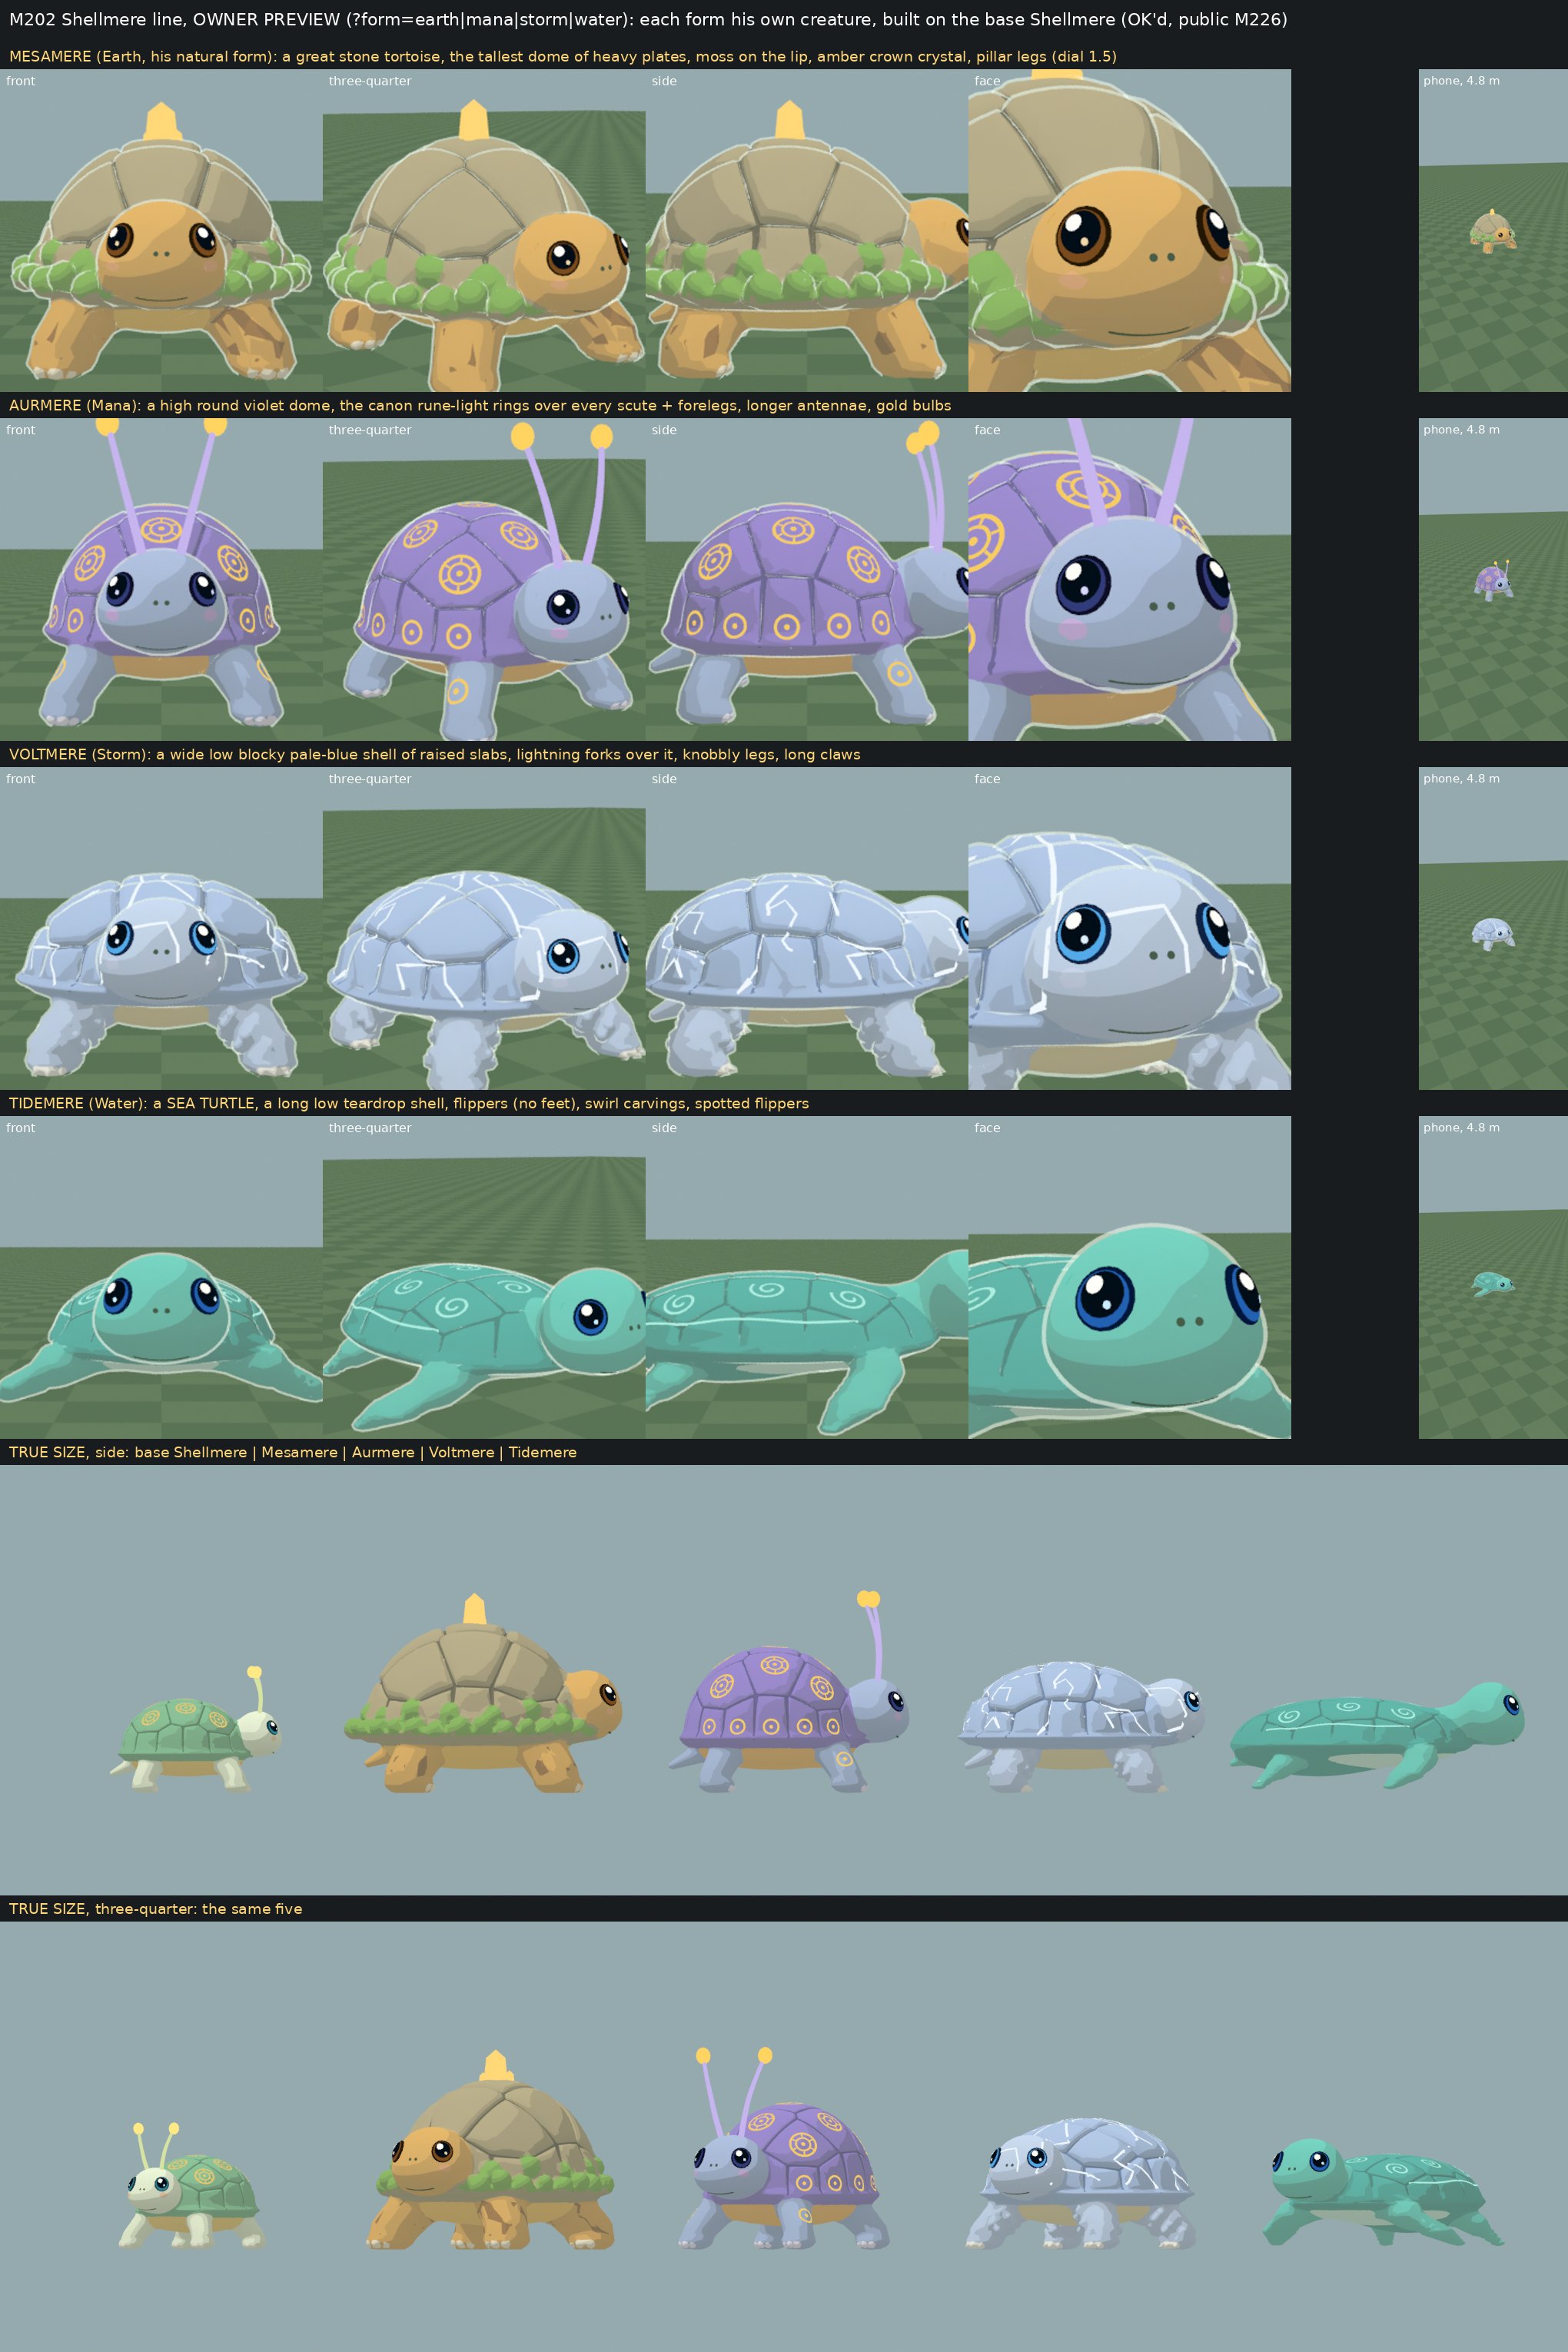 M202 Shellmere line, OWNER PREVIEW (?form=earth|mana|storm|water): each form his own creature, built on the base Shellmere (OK'd, public M226)
MESAMERE (Earth, his natural form): a great stone tortoise, the tallest dome of heavy plates, moss on the lip, amber crown crystal, pillar legs (dial 1.5)
front
three-quarter
side
face
phone, 4.8 m
AURMERE (Mana): a high round violet dome, the canon rune-light rings over every scute + forelegs, longer antennae, gold bulbs
front
three-quarter
side
face
phone, 4.8 m
VOLTMERE (Storm): a wide low blocky pale-blue shell of raised slabs, lightning forks over it, knobbly legs, long claws
front
three-quarter
side
face
phone, 4.8 m
TIDEMERE (Water): a SEA TURTLE, a long low teardrop shell, flippers (no feet), swirl carvings, spotted flippers
front
three-quarter
side
face
phone, 4.8 m
TRUE SIZE, side: base Shellmere | Mesamere | Aurmere | Voltmere | Tidemere
TRUE SIZE, three-quarter: the same five